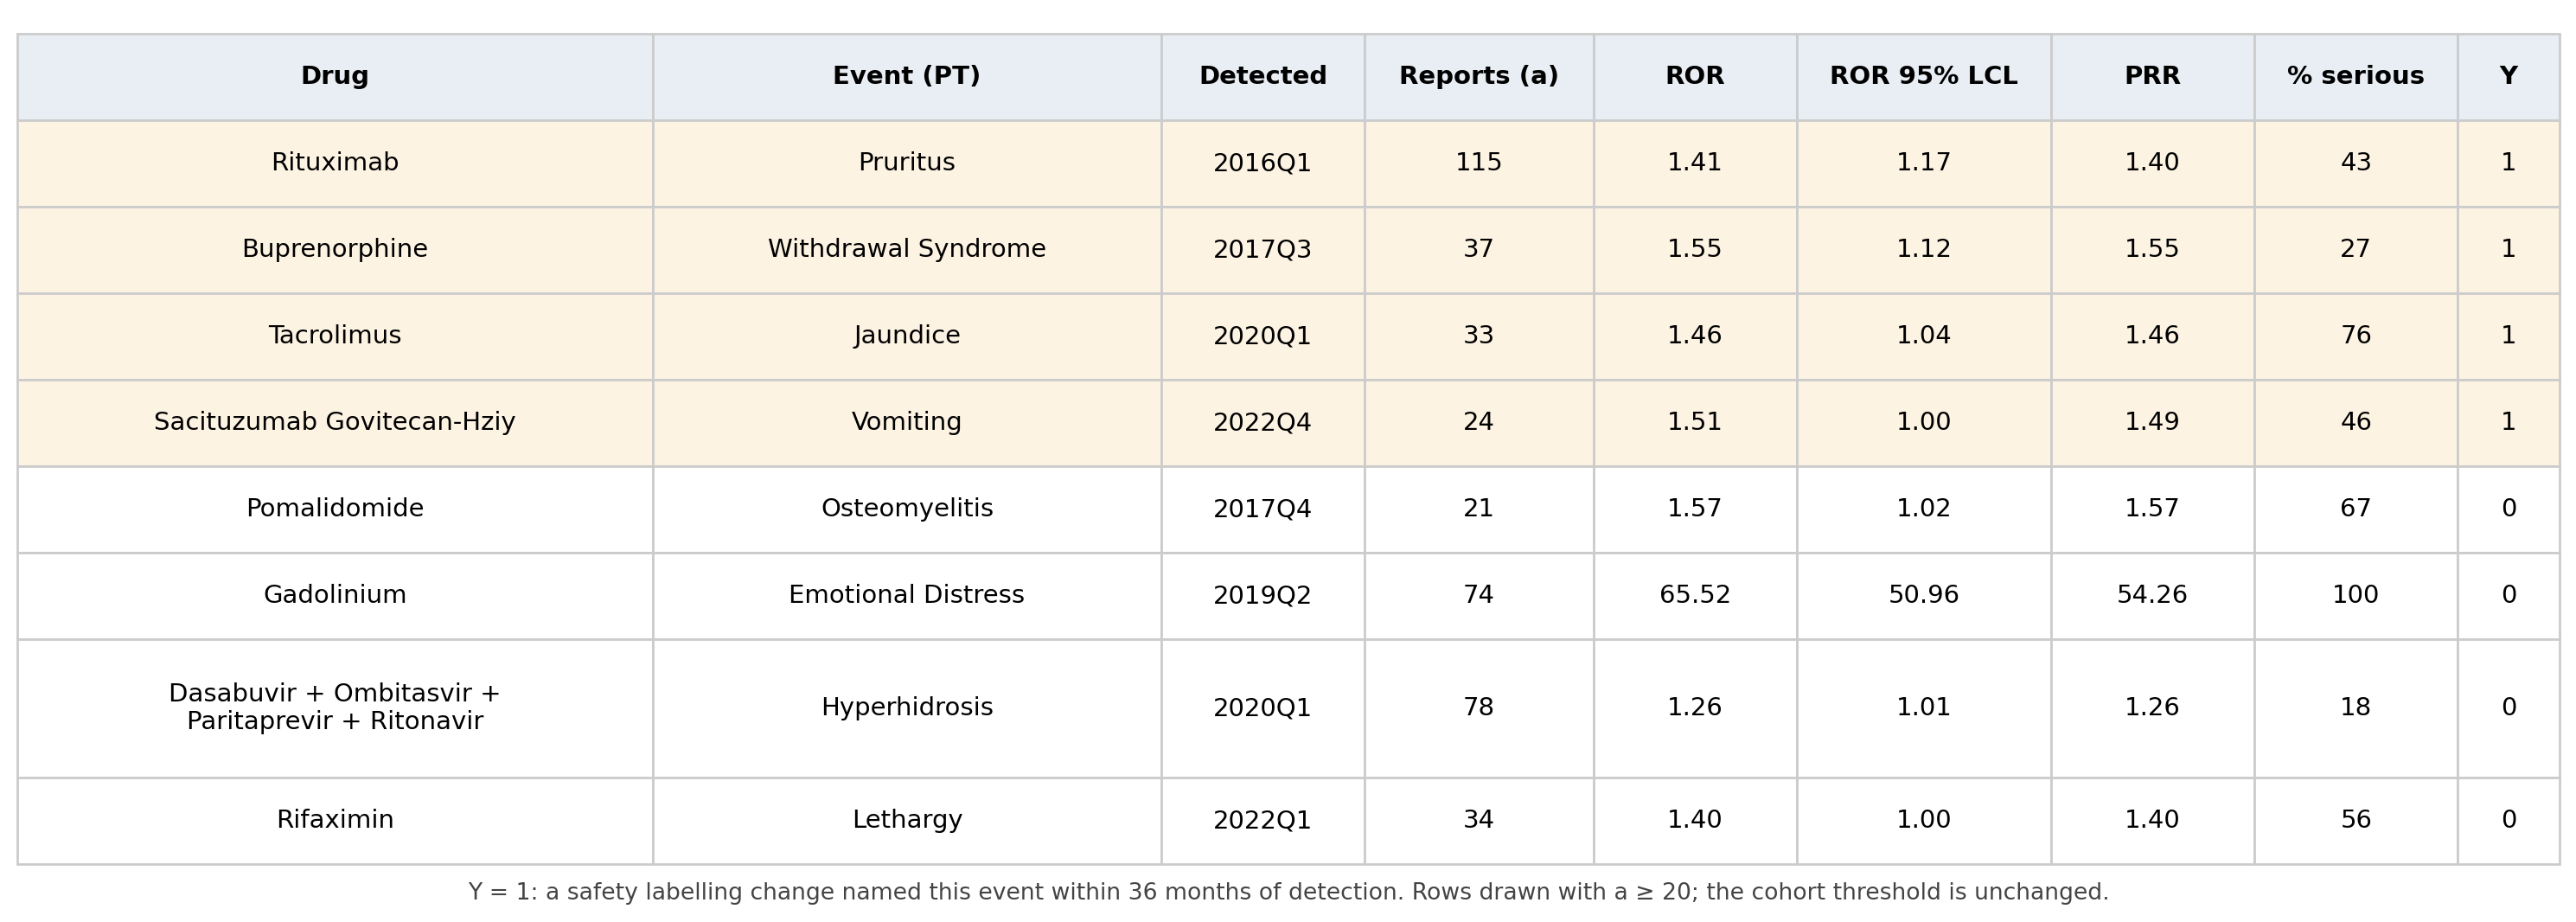 Drug Event (PT) Detected Reports (a) ROR ROR 95% LCL PRR % serious Y
Rituximab Pruritus 2016Q1 115 1.41 1.17 1.40 43 1
Buprenorphine Withdrawal Syndrome 2017Q3 37 1.55 1.12 1.55 27 1
Tacrolimus Jaundice 2020Q1 33 1.46 1.04 1.46 76 1
Sacituzumab Govitecan-Hziy Vomiting 2022Q4 24 1.51 1.00 1.49 46 1
Pomalidomide Osteomyelitis 2017Q4 21 1.57 1.02 1.57 67 0
Gadolinium Emotional Distress 2019Q2 74 65.52 50.96 54.26 100 0
Dasabuvir + Ombitasvir +
Paritaprevir + Ritonavir Hyperhidrosis 2020Q1 78 1.26 1.01 1.26 18 0
Rifaximin Lethargy 2022Q1 34 1.40 1.00 1.40 56 0
Y = 1: a safety labelling change named this event within 36 months of detection. Rows drawn with a ≥ 20; the cohort threshold is unchanged.